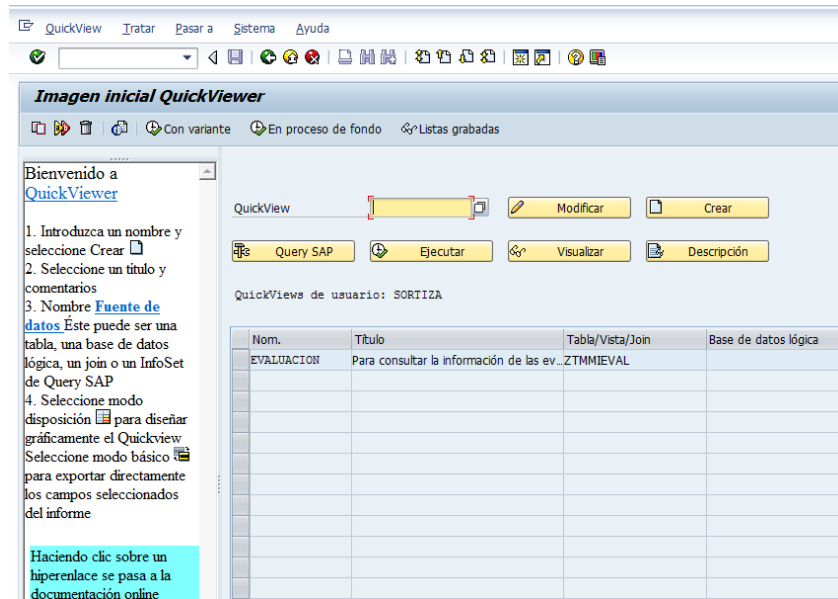 QuickView Tratar Pasar a Sistema Ayuda
Imagen inicial QuickViewer
Con variante En proceso de fondo Listas grabadas
Bienvenido a
QuickViewer
1. Introduzca un nombre y
seleccione Crear
2. Seleccione un título y
comentarios
3. Nombre Fuente de
datos Éste puede ser una
tabla, una base de datos
lógica, un join o un InfoSet
de Query SAP
4. Seleccione modo
disposición para diseñar
gráficamente el Quickview
Seleccione modo básico
para exportar directamente
los campos seleccionados
del informe
Haciendo clic sobre un
hiperenlace se pasa a la
documentación online
QuickView Modificar Crear
Query SAP Ejecutar Visualizar Descripción
QuickViews de usuario: SORTIZA
Nom. Título Tabla/Vista/Join Base de datos lógica
EVALUACION Para consultar la información de las ev... ZTMMIEVAL